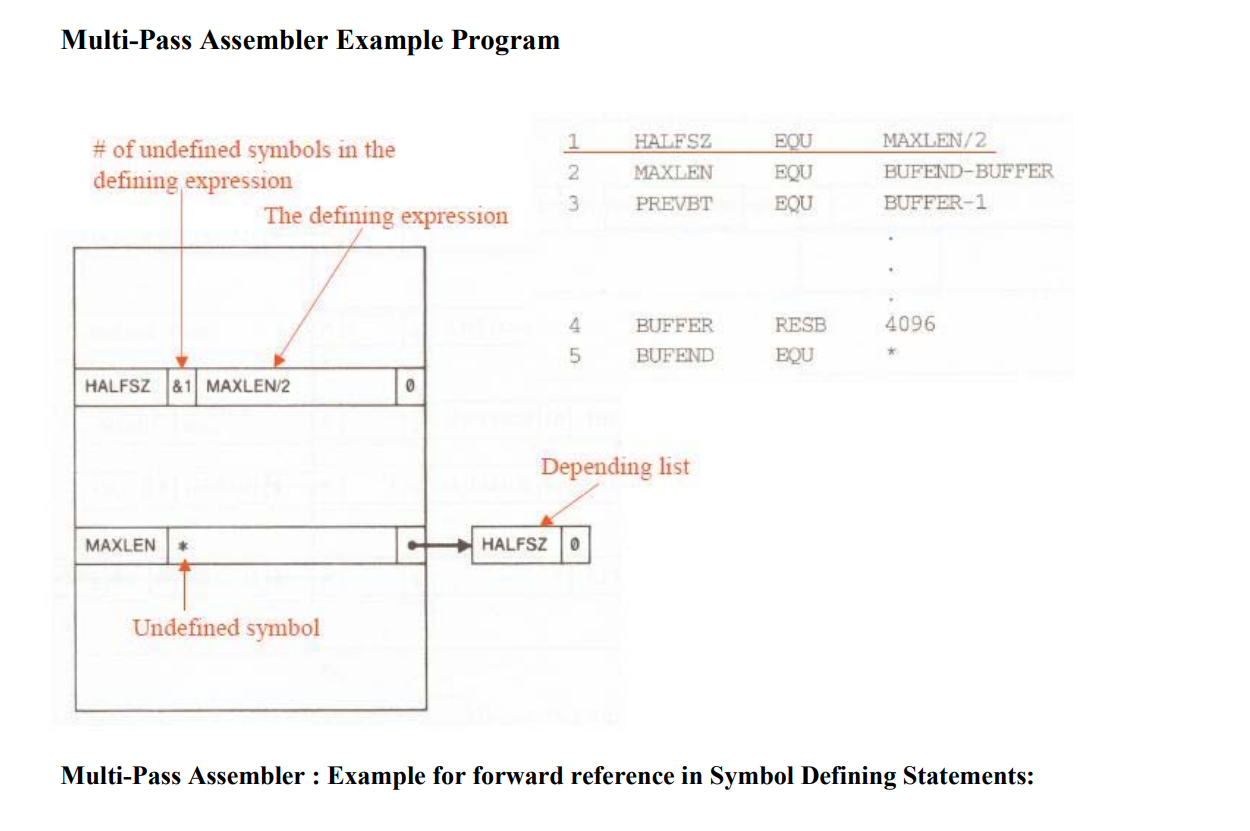 Multi-Pass Assembler Example Program
# of undefined symbols in the
defining expression
The defining expression
1 HALFSZ EQU MAXLEN/2
2 MAXLEN EQU BUFEND-BUFFER
3 PREVBT EQU BUFFER-1
.
.
.
4 BUFFER RESB 4096
5 BUFEND EQU *
HALFSZ &1 MAXLEN/2 0
Depending list
MAXLEN * HALFSZ 0
Undefined symbol
Multi-Pass Assembler : Example for forward reference in Symbol Defining Statements: